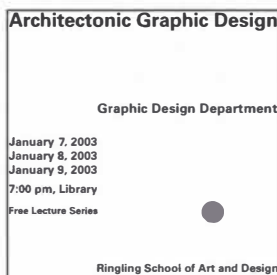 Architectonic Graphic Design
Graphic Design Department
January 7, 2003
January 8, 2003
January 9, 2003
7:00 pm, Library
Free Lecture Series
Ringling School of Art and Design